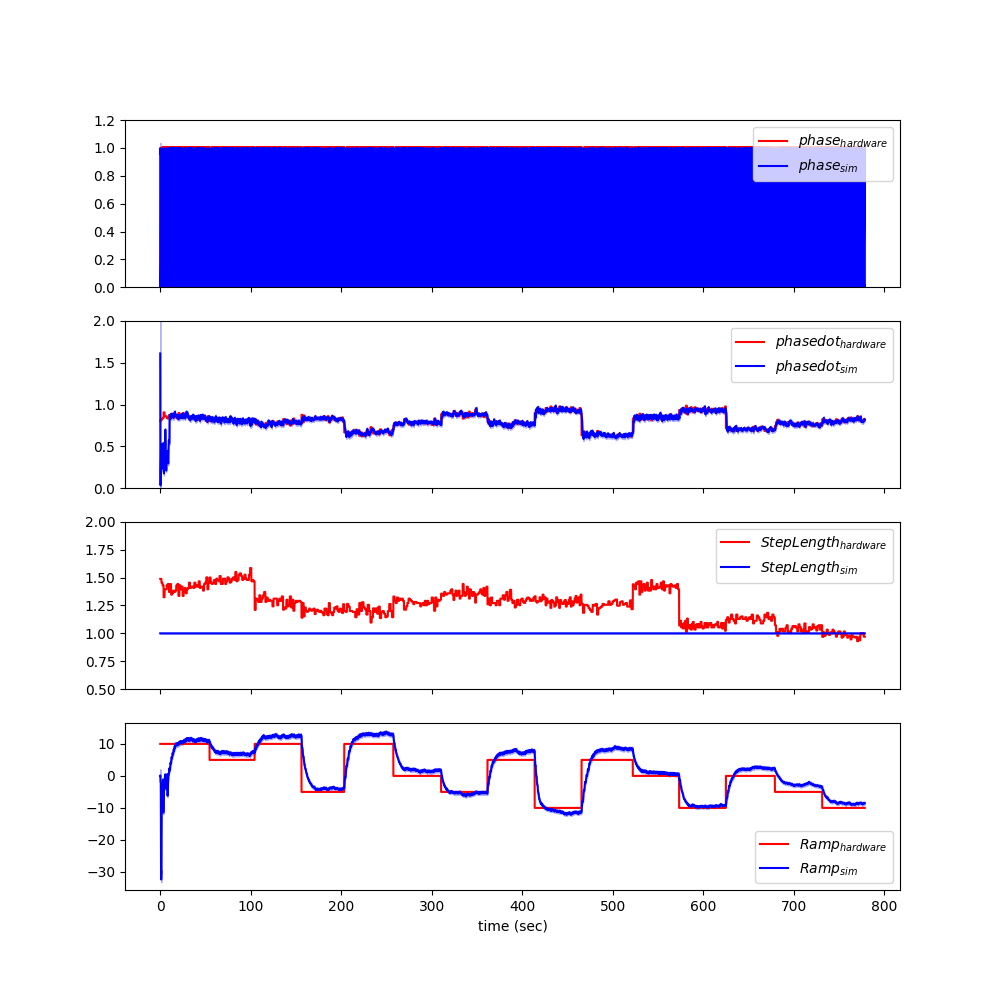 1.2
1.0
0.8
0.6
0.4
0.2
0.0
phase_hardware
phase_sim
2.0
1.5
1.0
0.5
0.0
phasedot_hardware
phasedot_sim
2.00
1.75
1.50
1.25
1.00
0.75
0.50
StepLength_hardware
StepLength_sim
10
0
−10
−20
−30
Ramp_hardware
Ramp_sim
0 100 200 300 400 500 600 700 800
time (sec)